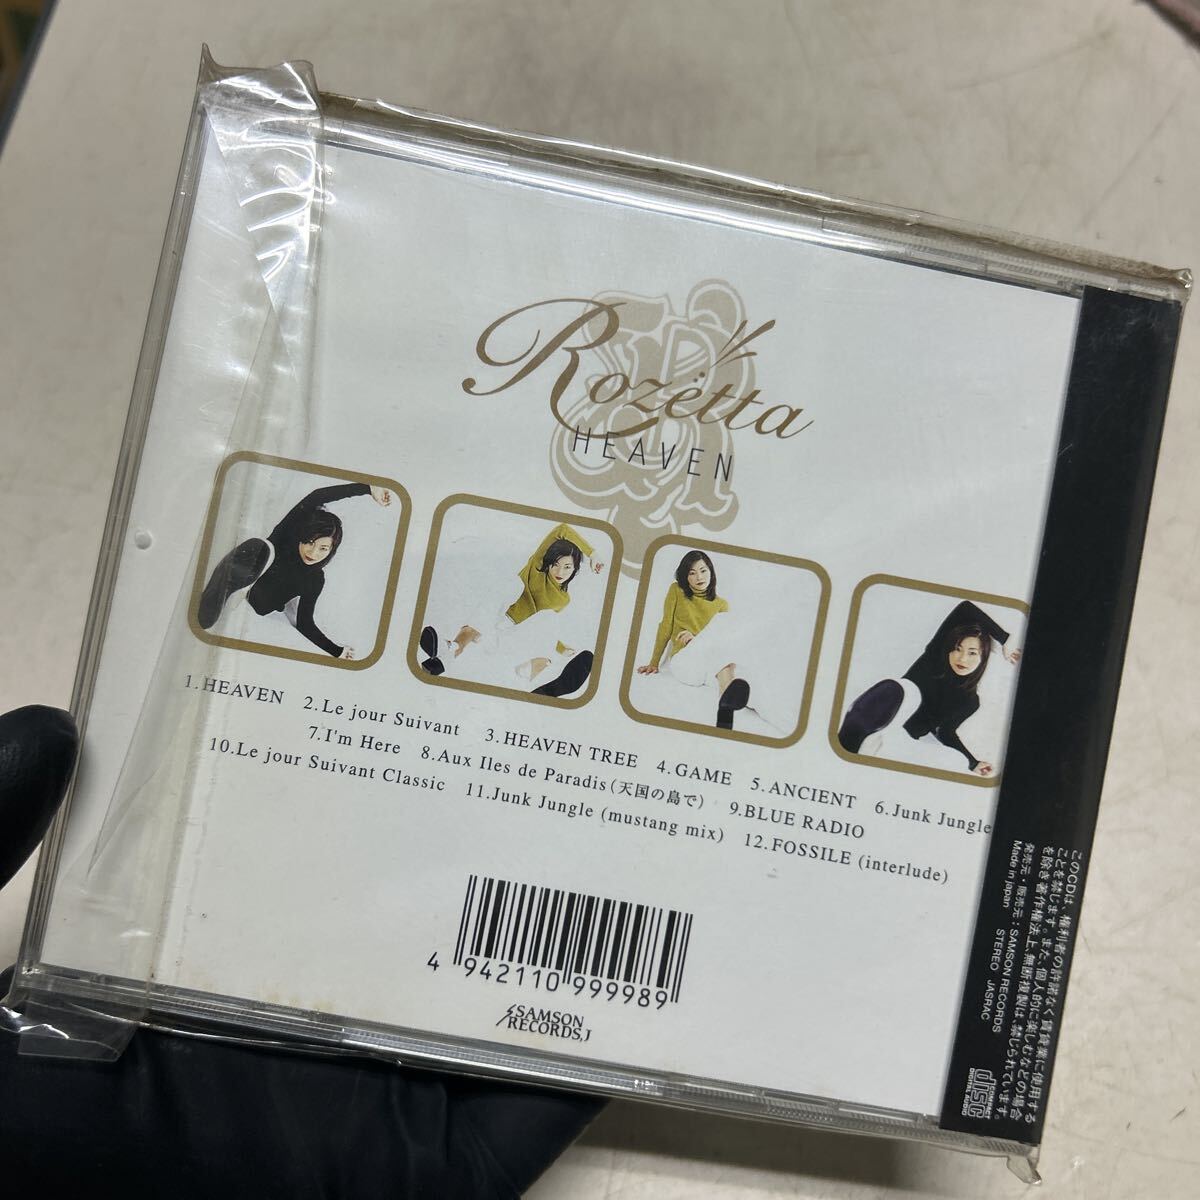 Rozëtta
HEAVEN
1.HEAVEN 2.Le jour Suivant 3.HEAVEN TREE 4.GAME 5.ANCIENT 6.Junk Jungle
7.I'm Here 8.Aux Iles de Paradis (天国の島で) 9.BLUE RADIO
10.Le jour Suivant Classic 11.Junk Jungle (mustang mix) 12.FOSSILE (interlude)
4 942110 999989
SAMSON
RECORDS,J
このCDは、権利者の許諾なく賃貸業に使用する
ことを禁じます。また、個人的に楽しむなどの場合
を除き著作権法上、無断複製は、禁じられています。
発売元・販売元：SAMSON RECORDS
Made in japan STEREO JASRAC
COMPACT
disc
DIGITAL AUDIO